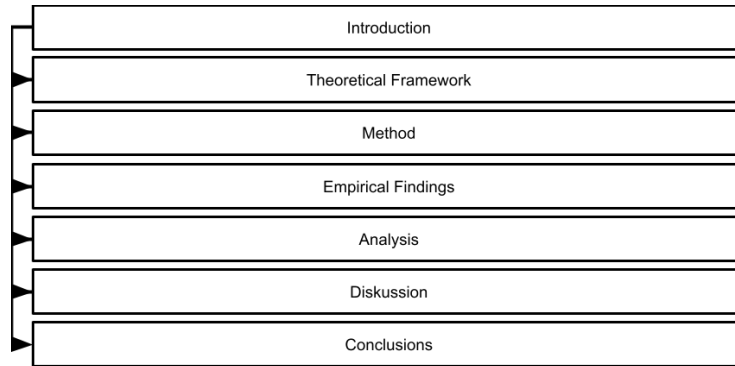 Introduction
Theoretical Framework
Method
Empirical Findings
Analysis
Diskussion
Conclusions